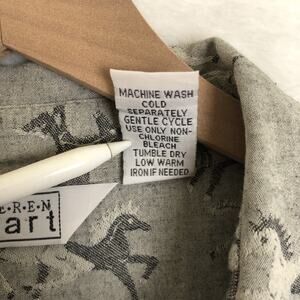 MACHINE WASH
COLD
SEPARATELY
GENTLE CYCLE
USE ONLY NON-
CHLORINE
BLEACH
TUMBLE DRY
LOW WARM
IRON IF NEEDED
E·R·E·N
art